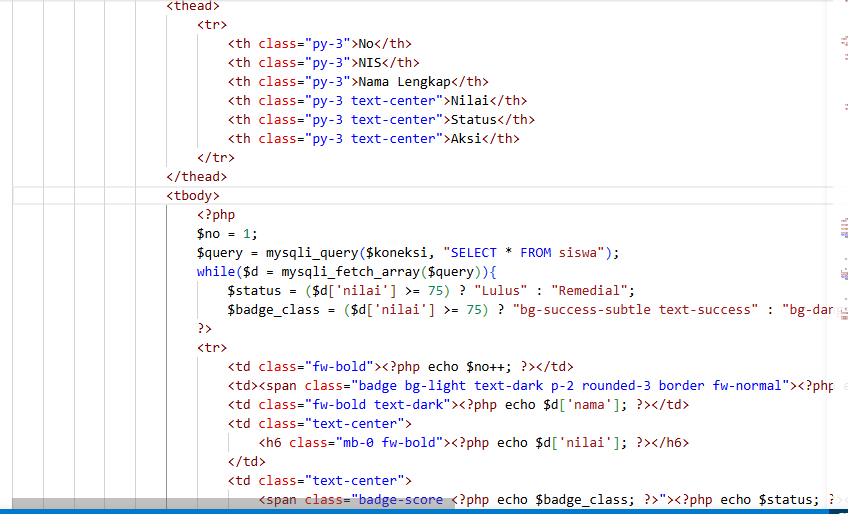 <thead>
<tr>
<th class="py-3">No</th>
<th class="py-3">NIS</th>
<th class="py-3">Nama Lengkap</th>
<th class="py-3 text-center">Nilai</th>
<th class="py-3 text-center">Status</th>
<th class="py-3 text-center">Aksi</th>
</tr>
</thead>
<tbody>
<?php
$no = 1;
$query = mysqli_query($koneksi, "SELECT * FROM siswa");
while($d = mysqli_fetch_array($query)){
$status = ($d['nilai'] >= 75) ? "Lulus" : "Remedial";
$badge_class = ($d['nilai'] >= 75) ? "bg-success-subtle text-success" : "bg-dan
?>
<tr>
<td class="fw-bold"><?php echo $no++; ?></td>
<td><span class="badge bg-light text-dark p-2 rounded-3 border fw-normal"><?php
<td class="fw-bold text-dark"><?php echo $d['nama']; ?></td>
<td class="text-center">
<h6 class="mb-0 fw-bold"><?php echo $d['nilai']; ?></h6>
</td>
<td class="text-center">
<span class="badge-score <?php echo $badge_class; ?>"><?php echo $status; ?>